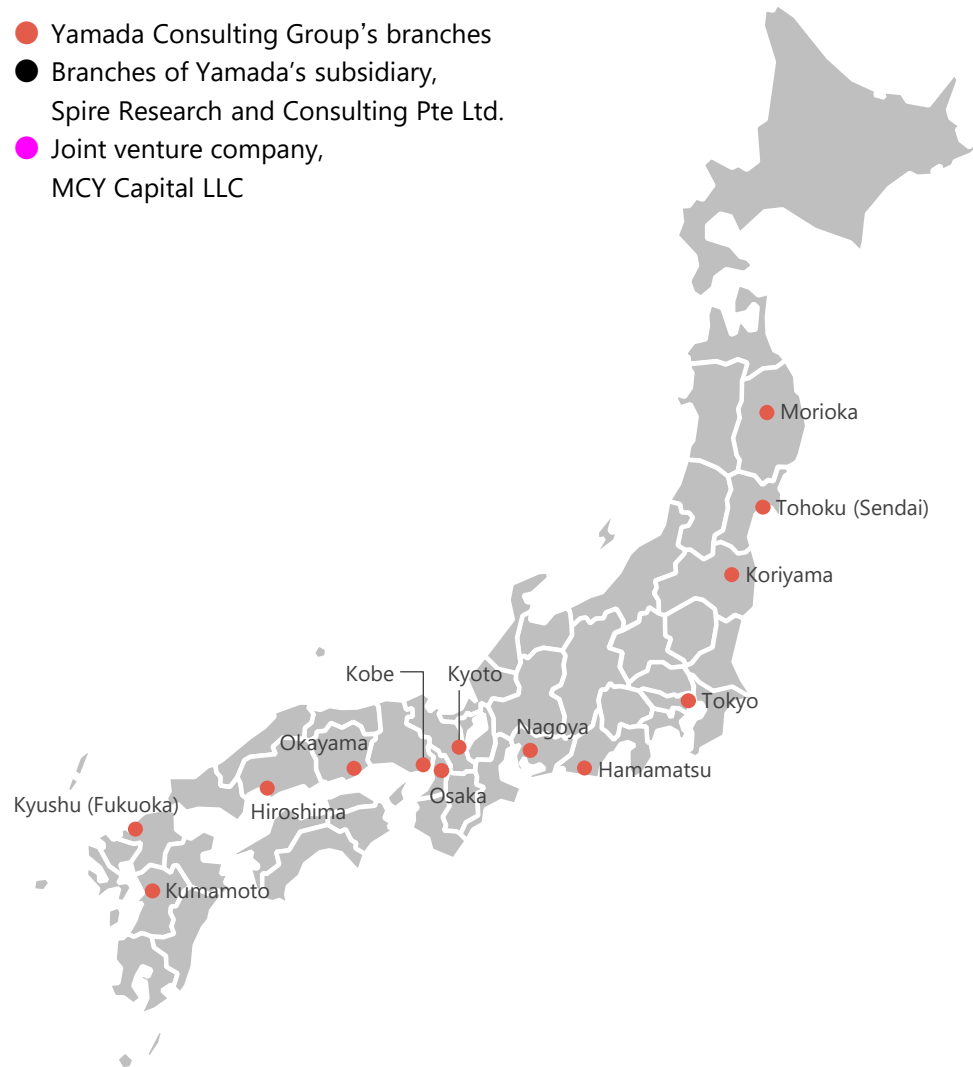 Yamada Consulting Group's branches
Branches of Yamada's subsidiary,
Spire Research and Consulting Pte Ltd.
Joint venture company,
MCY Capital LLC
Morioka
Tohoku (Sendai)
Koriyama
Kobe
Kyoto
Tokyo
Nagoya
Okayama
Hamamatsu
Osaka
Kyushu (Fukuoka)
Hiroshima
Kumamoto